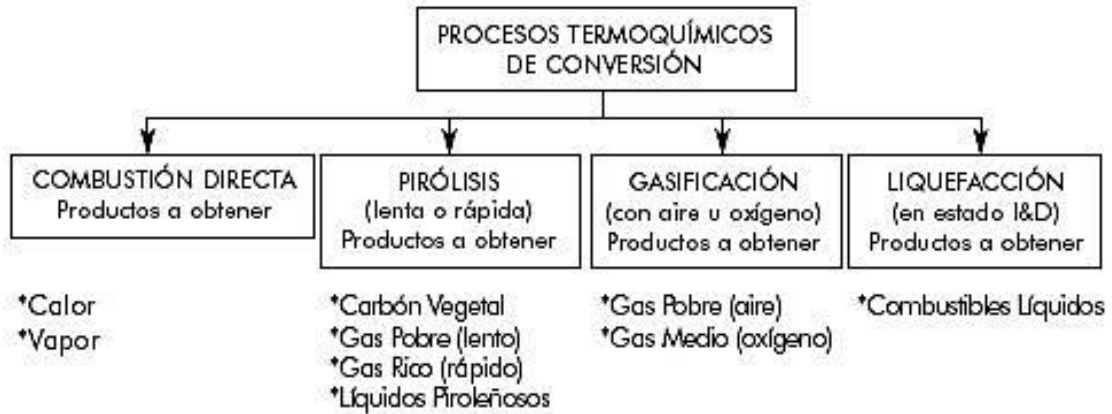 PROCESOS TERMOQUÍMICOS
DE CONVERSIÓN
COMBUSTIÓN DIRECTA
Productos a obtener
*Calor
*Vapor
PIRÓLISIS
(lenta o rápida)
Productos a obtener
*Carbón Vegetal
*Gas Pobre (lento)
*Gas Rico (rápido)
*Líquidos Piroleñosos
GASIFICACIÓN
(con aire u oxígeno)
Productos a obtener
*Gas Pobre (aire)
*Gas Medio (oxígeno)
LIQUEFACCIÓN
(en estado I&D)
Productos a obtener
*Combustibles Líquidos